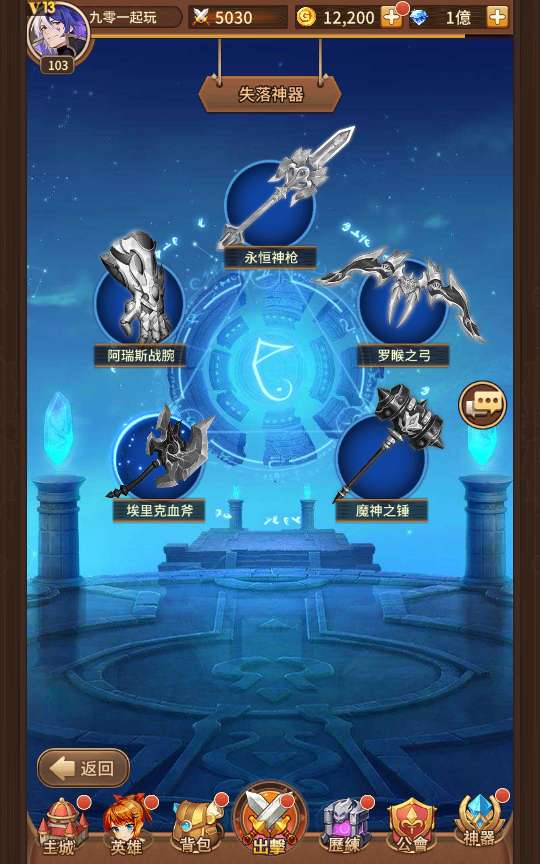 V13
九零一起玩
5030
12,200
1億
103
失落神器
永恒神枪
阿瑞斯战腕
罗睺之弓
埃里克血斧
魔神之锤
返回
主城
英雄
背包
出擊
歷練
公會
神器